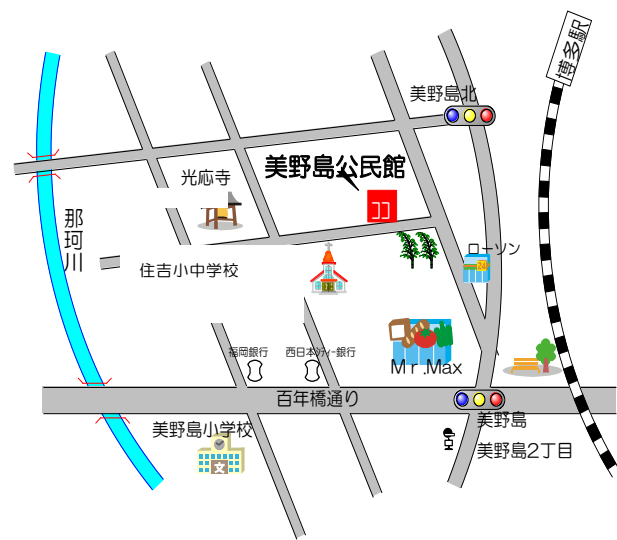 博多駅
美野島北
美野島公民館
光応寺
ココ
那珂川
ローソン
住吉小中学校
24
福岡銀行
西日本シティー銀行
Mr.Max
百年橋通り
美野島
美野島小学校
文
美野島2丁目